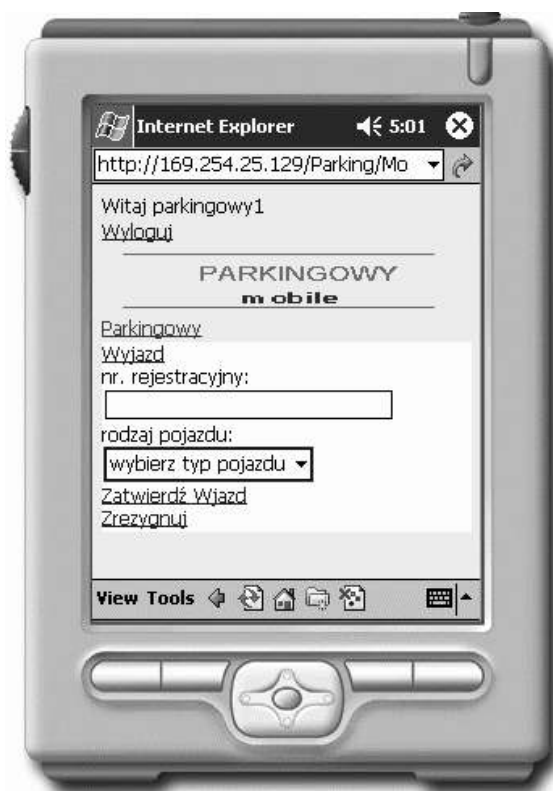 Internet Explorer 5:01
http://169.254.25.129/Parking/Mo
Witaj parkingowy1
Wyloguj
PARKINGOWY
mobile
Parkingowy
Wyjazd
nr. rejestracyjny:
rodzaj pojazdu:
wybierz typ pojazdu
Zatwierdź Wjazd
Zrezygnuj
View Tools